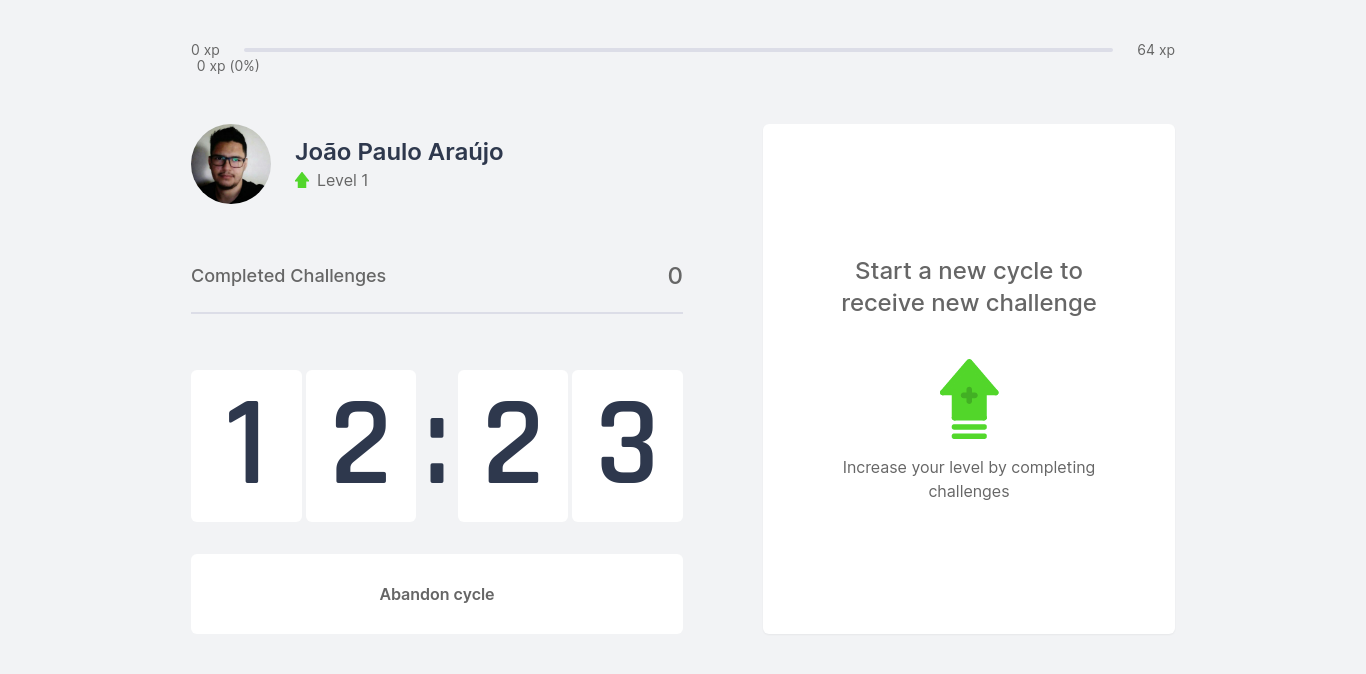 0 xp
64 xp
0 xp (0%)
João Paulo Araújo
Level 1
Completed Challenges
0
12:23
Abandon cycle
Start a new cycle to
receive new challenge
Increase your level by completing
challenges